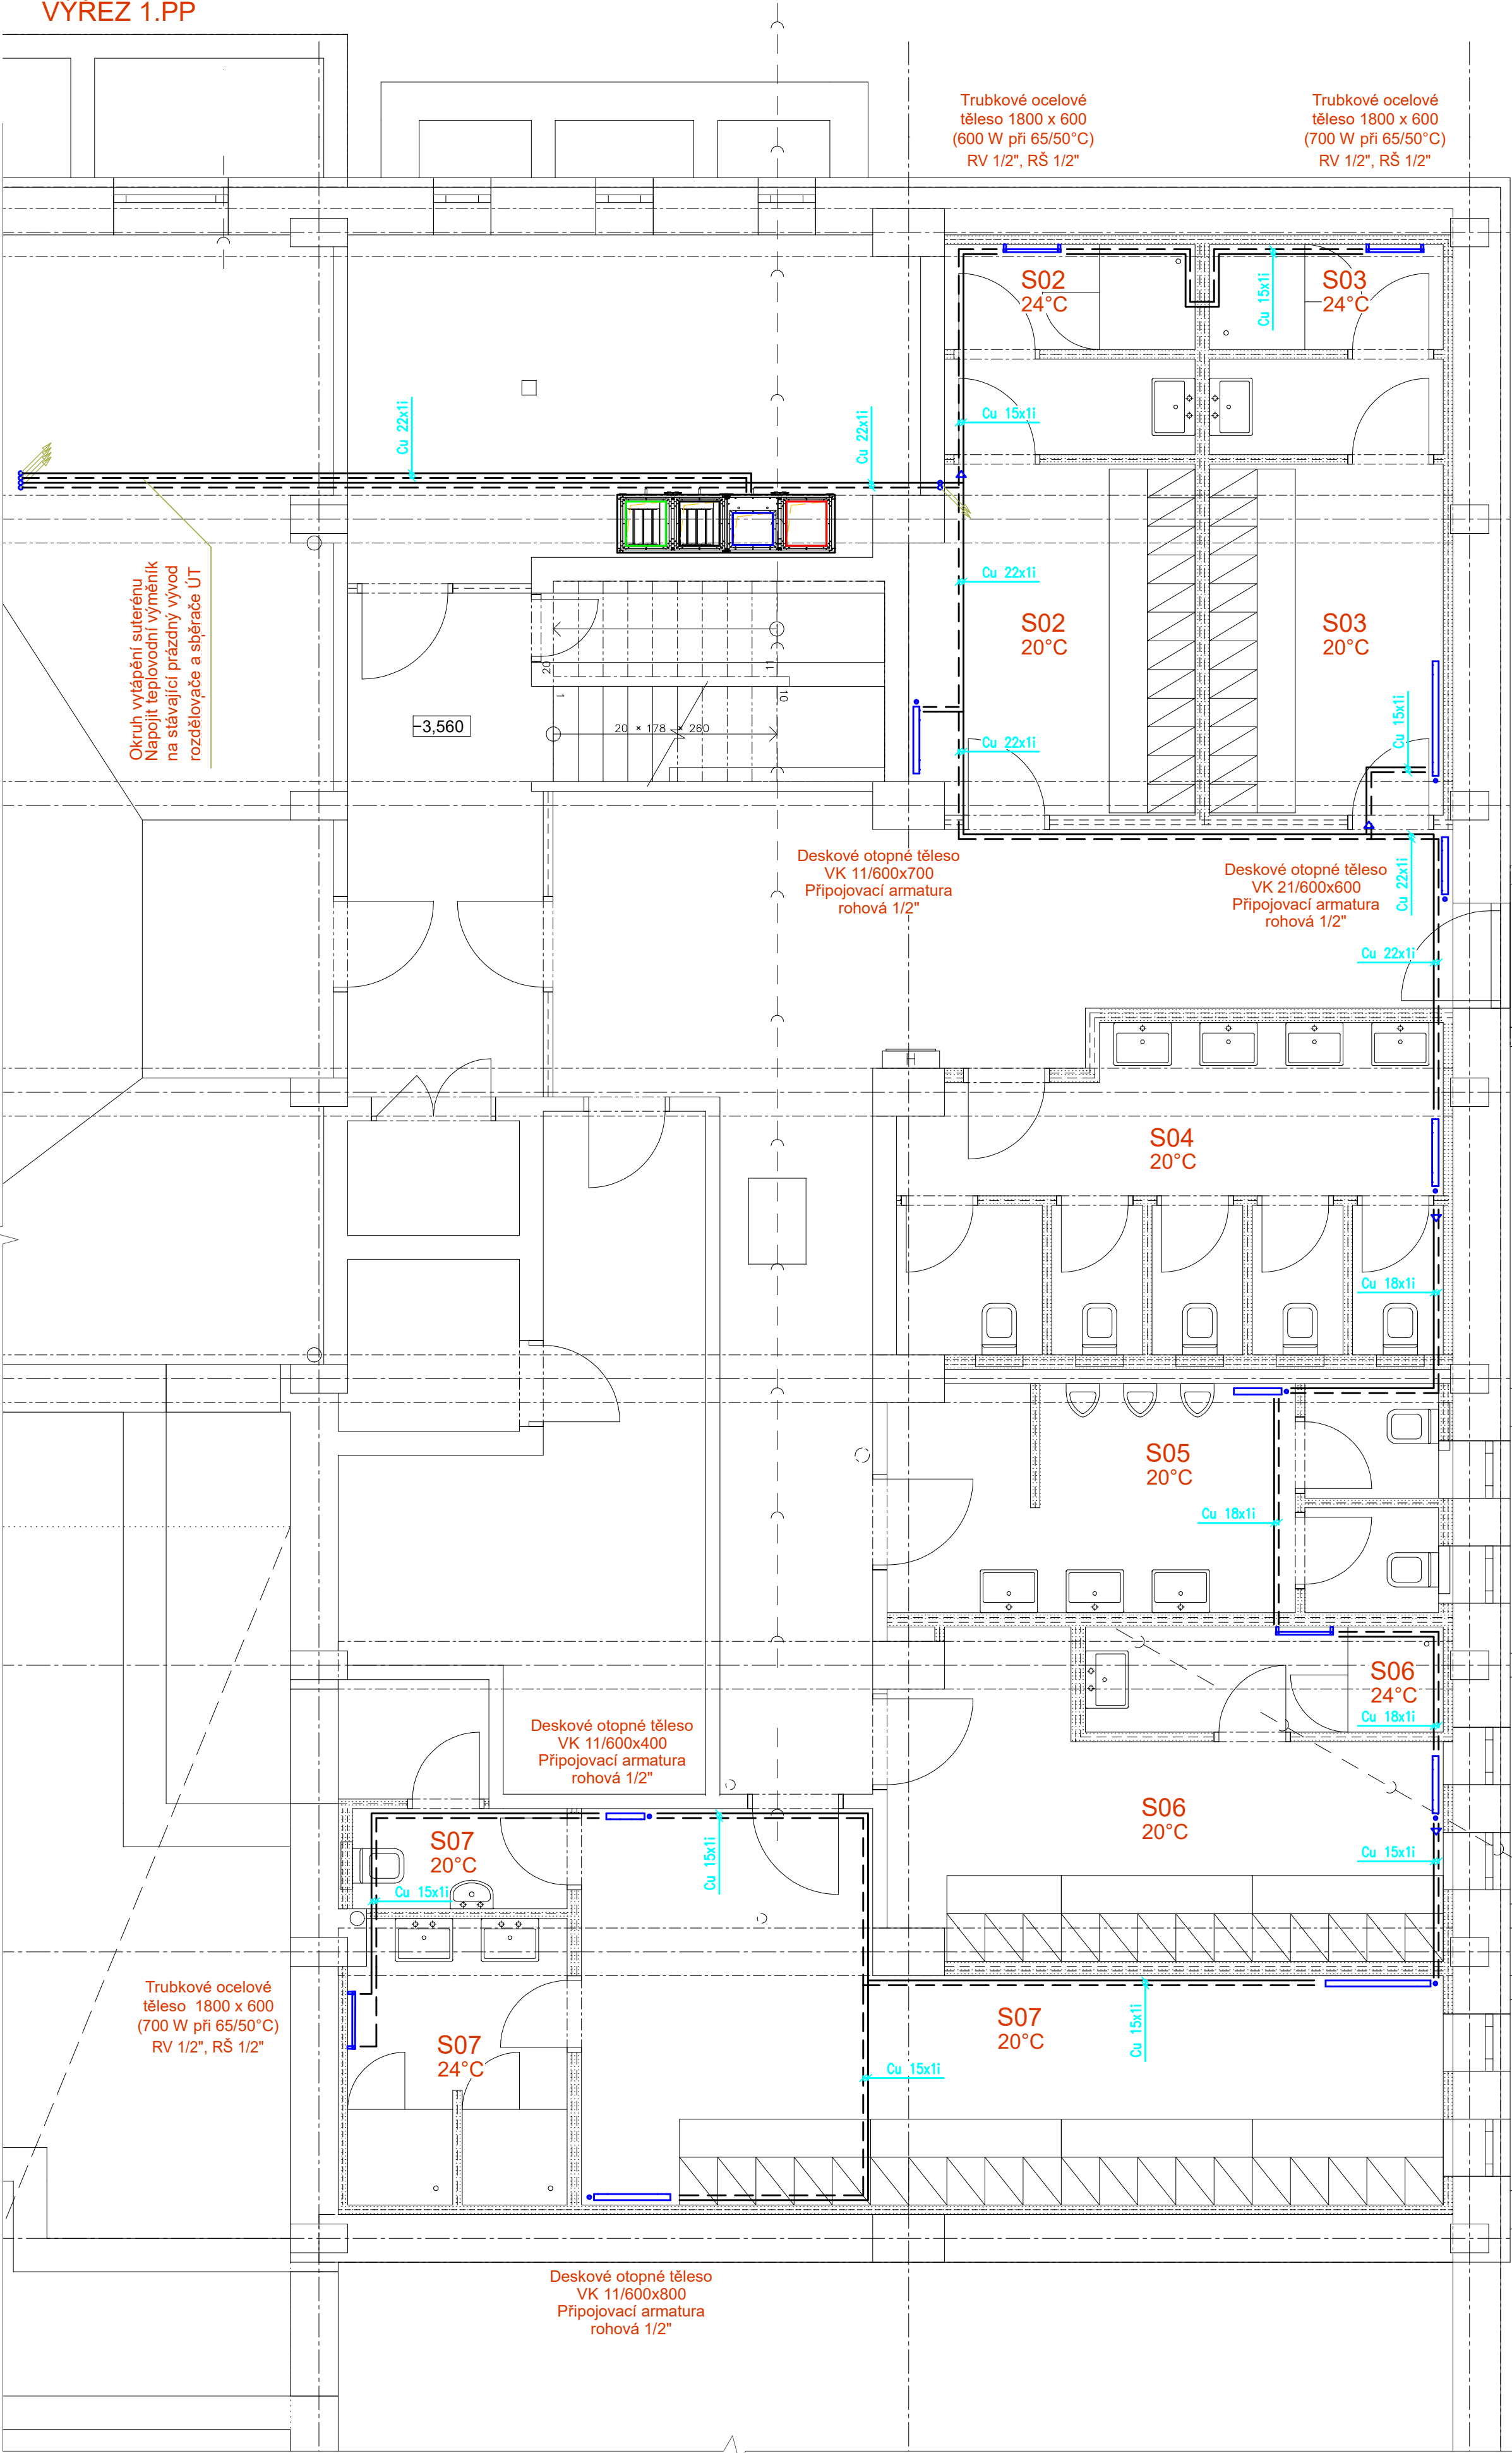 VÝŘEZ 1.PP
Trubkové ocelové
těleso 1800 x 600
(600 W při 65/50°C)
RV 1/2", RŠ 1/2"
Trubkové ocelové
těleso 1800 x 600
(700 W při 65/50°C)
RV 1/2", RŠ 1/2"
S02
24°C
Cu 15x1i
S03
24°C
Cu 22x1i
Cu 22x1i
Cu 15x1i
Okruh vytápění suterénu
Napojit teplovodní výměník
na stávající prázdný vývod
rozdělovače a sběrače ÚT
Cu 22x1i
S02
20°C
S03
20°C
20
11
1
10
20 × 178 × 260
-3,560
Cu 22x1i
Cu 15x1i
Deskové otopné těleso
VK 11/600x700
Připojovací armatura
rohová 1/2"
Deskové otopné těleso
VK 21/600x600
Připojovací armatura
rohová 1/2"
Cu 22x1i
Cu 22x1i
H
S04
20°C
Cu 18x1i
S05
20°C
Cu 18x1i
S06
24°C
Cu 18x1i
Deskové otopné těleso
VK 11/600x400
Připojovací armatura
rohová 1/2"
S06
20°C
S07
20°C
Cu 15x1i
Cu 15x1i
Cu 15x1i
Trubkové ocelové
těleso 1800 x 600
(700 W při 65/50°C)
RV 1/2", RŠ 1/2"
S07
24°C
S07
20°C
Cu 15x1i
Cu 15x1i
Deskové otopné těleso
VK 11/600x800
Připojovací armatura
rohová 1/2"